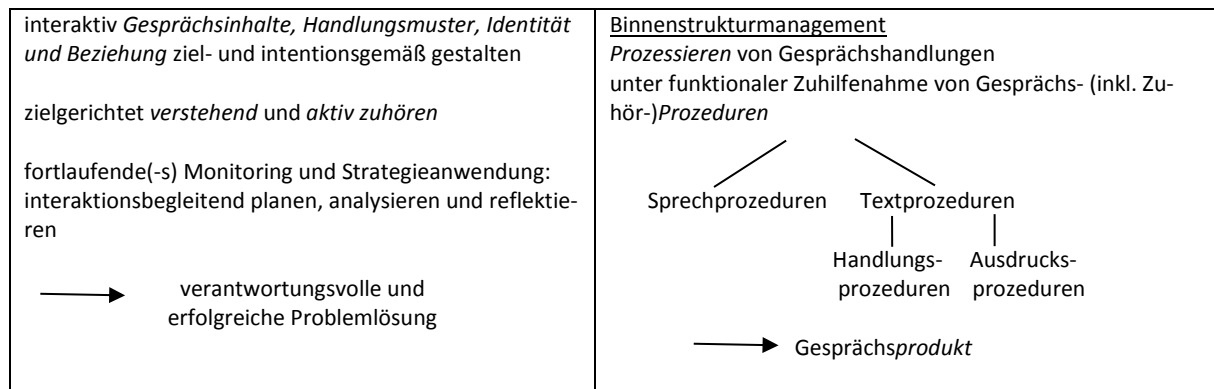 interaktiv Gesprächsinhalte, Handlungsmuster, Identität
und Beziehung ziel- und intentionsgemäß gestalten
zielgerichtet verstehend und aktiv zuhören
fortlaufende(-s) Monitoring und Strategieanwendung:
interaktionsbegleitend planen, analysieren und reflektie-
ren
verantwortungsvolle und
erfolgreiche Problemlösung
Binnenstrukturmanagement
Prozessieren von Gesprächshandlungen
unter funktionaler Zuhilfenahme von Gesprächs- (inkl. Zu-
hör-)Prozeduren
Sprechprozeduren Textprozeduren
Handlungs- Ausdrucks-
prozeduren prozeduren
Gesprächsprodukt